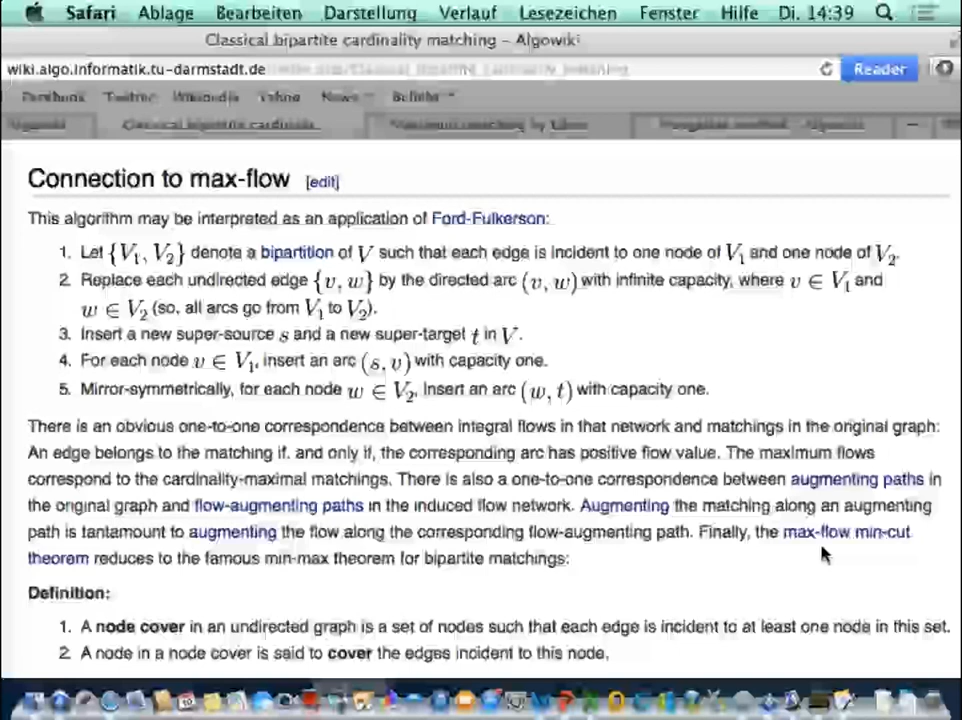 Safari Ablage Bearbeiten Darstellung Verlauf Lesezeichen Fenster Hilfe Di. 14:39
Classical bipartite cardinality matching – Algowiki
wiki.algo.informatik.tu-darmstadt.de Reader
Facebook Twitter Wikipedia Yahoo News Beliebt
Classical bipartite cardinali... Maximum matching by
Connection to max-flow [edit]
This algorithm may be interpreted as an application of Ford-Fulkerson:
1. Let {V₁, V₂} denote a bipartition of V such that each edge is incident to one node of V₁ and one node of V₂.
2. Replace each undirected edge {v, w} by the directed arc (v, w) with infinite capacity, where v ∈ V₁ and
w ∈ V₂ (so, all arcs go from V₁ to V₂).
3. Insert a new super-source s and a new super-target t in V.
4. For each node v ∈ V₁, insert an arc (s, v) with capacity one.
5. Mirror-symmetrically, for each node w ∈ V₂, insert an arc (w, t) with capacity one.
There is an obvious one-to-one correspondence between integral flows in that network and matchings in the original graph:
An edge belongs to the matching if, and only if, the corresponding arc has positive flow value. The maximum flows
correspond to the cardinality-maximal matchings. There is also a one-to-one correspondence between augmenting paths in
the original graph and flow-augmenting paths in the induced flow network. Augmenting the matching along an augmenting
path is tantamount to augmenting the flow along the corresponding flow-augmenting path. Finally, the max-flow min-cut
theorem reduces to the famous min-max theorem for bipartite matchings:
Definition:
1. A node cover in an undirected graph is a set of nodes such that each edge is incident to at least one node in this set.
2. A node in a node cover is said to cover the edges incident to this node.